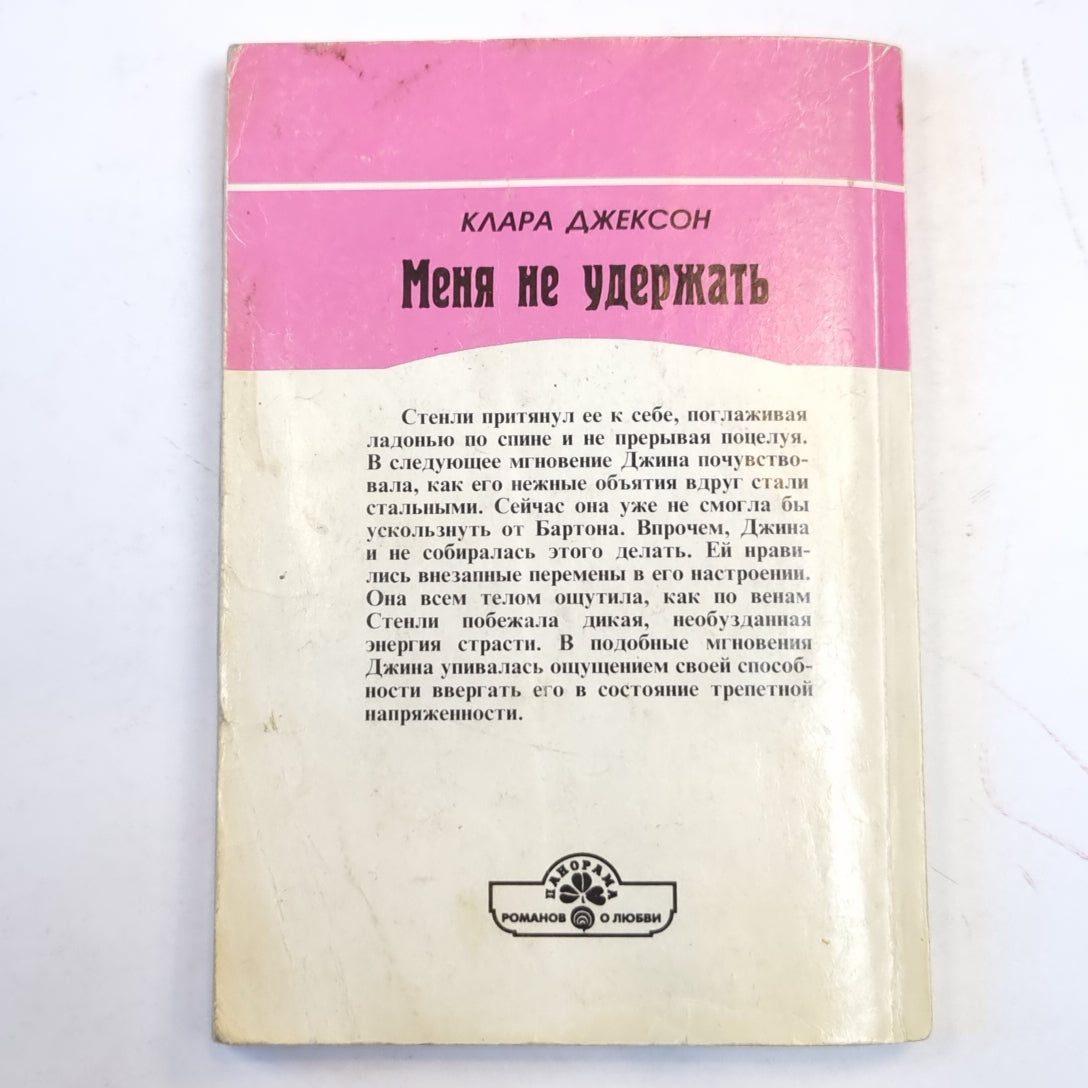 КЛАРА ДЖЕКСОН
Меня не удержать
Стенли притянул ее к себе, поглаживая
ладонью по спине и не прерывая поцелуя.
В следующее мгновение Джина почувство-
вала, как его нежные объятия вдруг стали
стальными. Сейчас она уже не смогла бы
ускользнуть от Бартона. Впрочем, Джина
и не собиралась этого делать. Ей нрави-
лись внезапные перемены в его настроении.
Она всем телом ощутила, как по венам
Стенли побежала дикая, необузданная
энергия страсти. В подобные мгновения
Джина упивалась ощущением своей способ-
ности ввергать его в состояние трепетной
напряженности.
ПАНОРАМА
РОМАНОВ О ЛЮБВИ